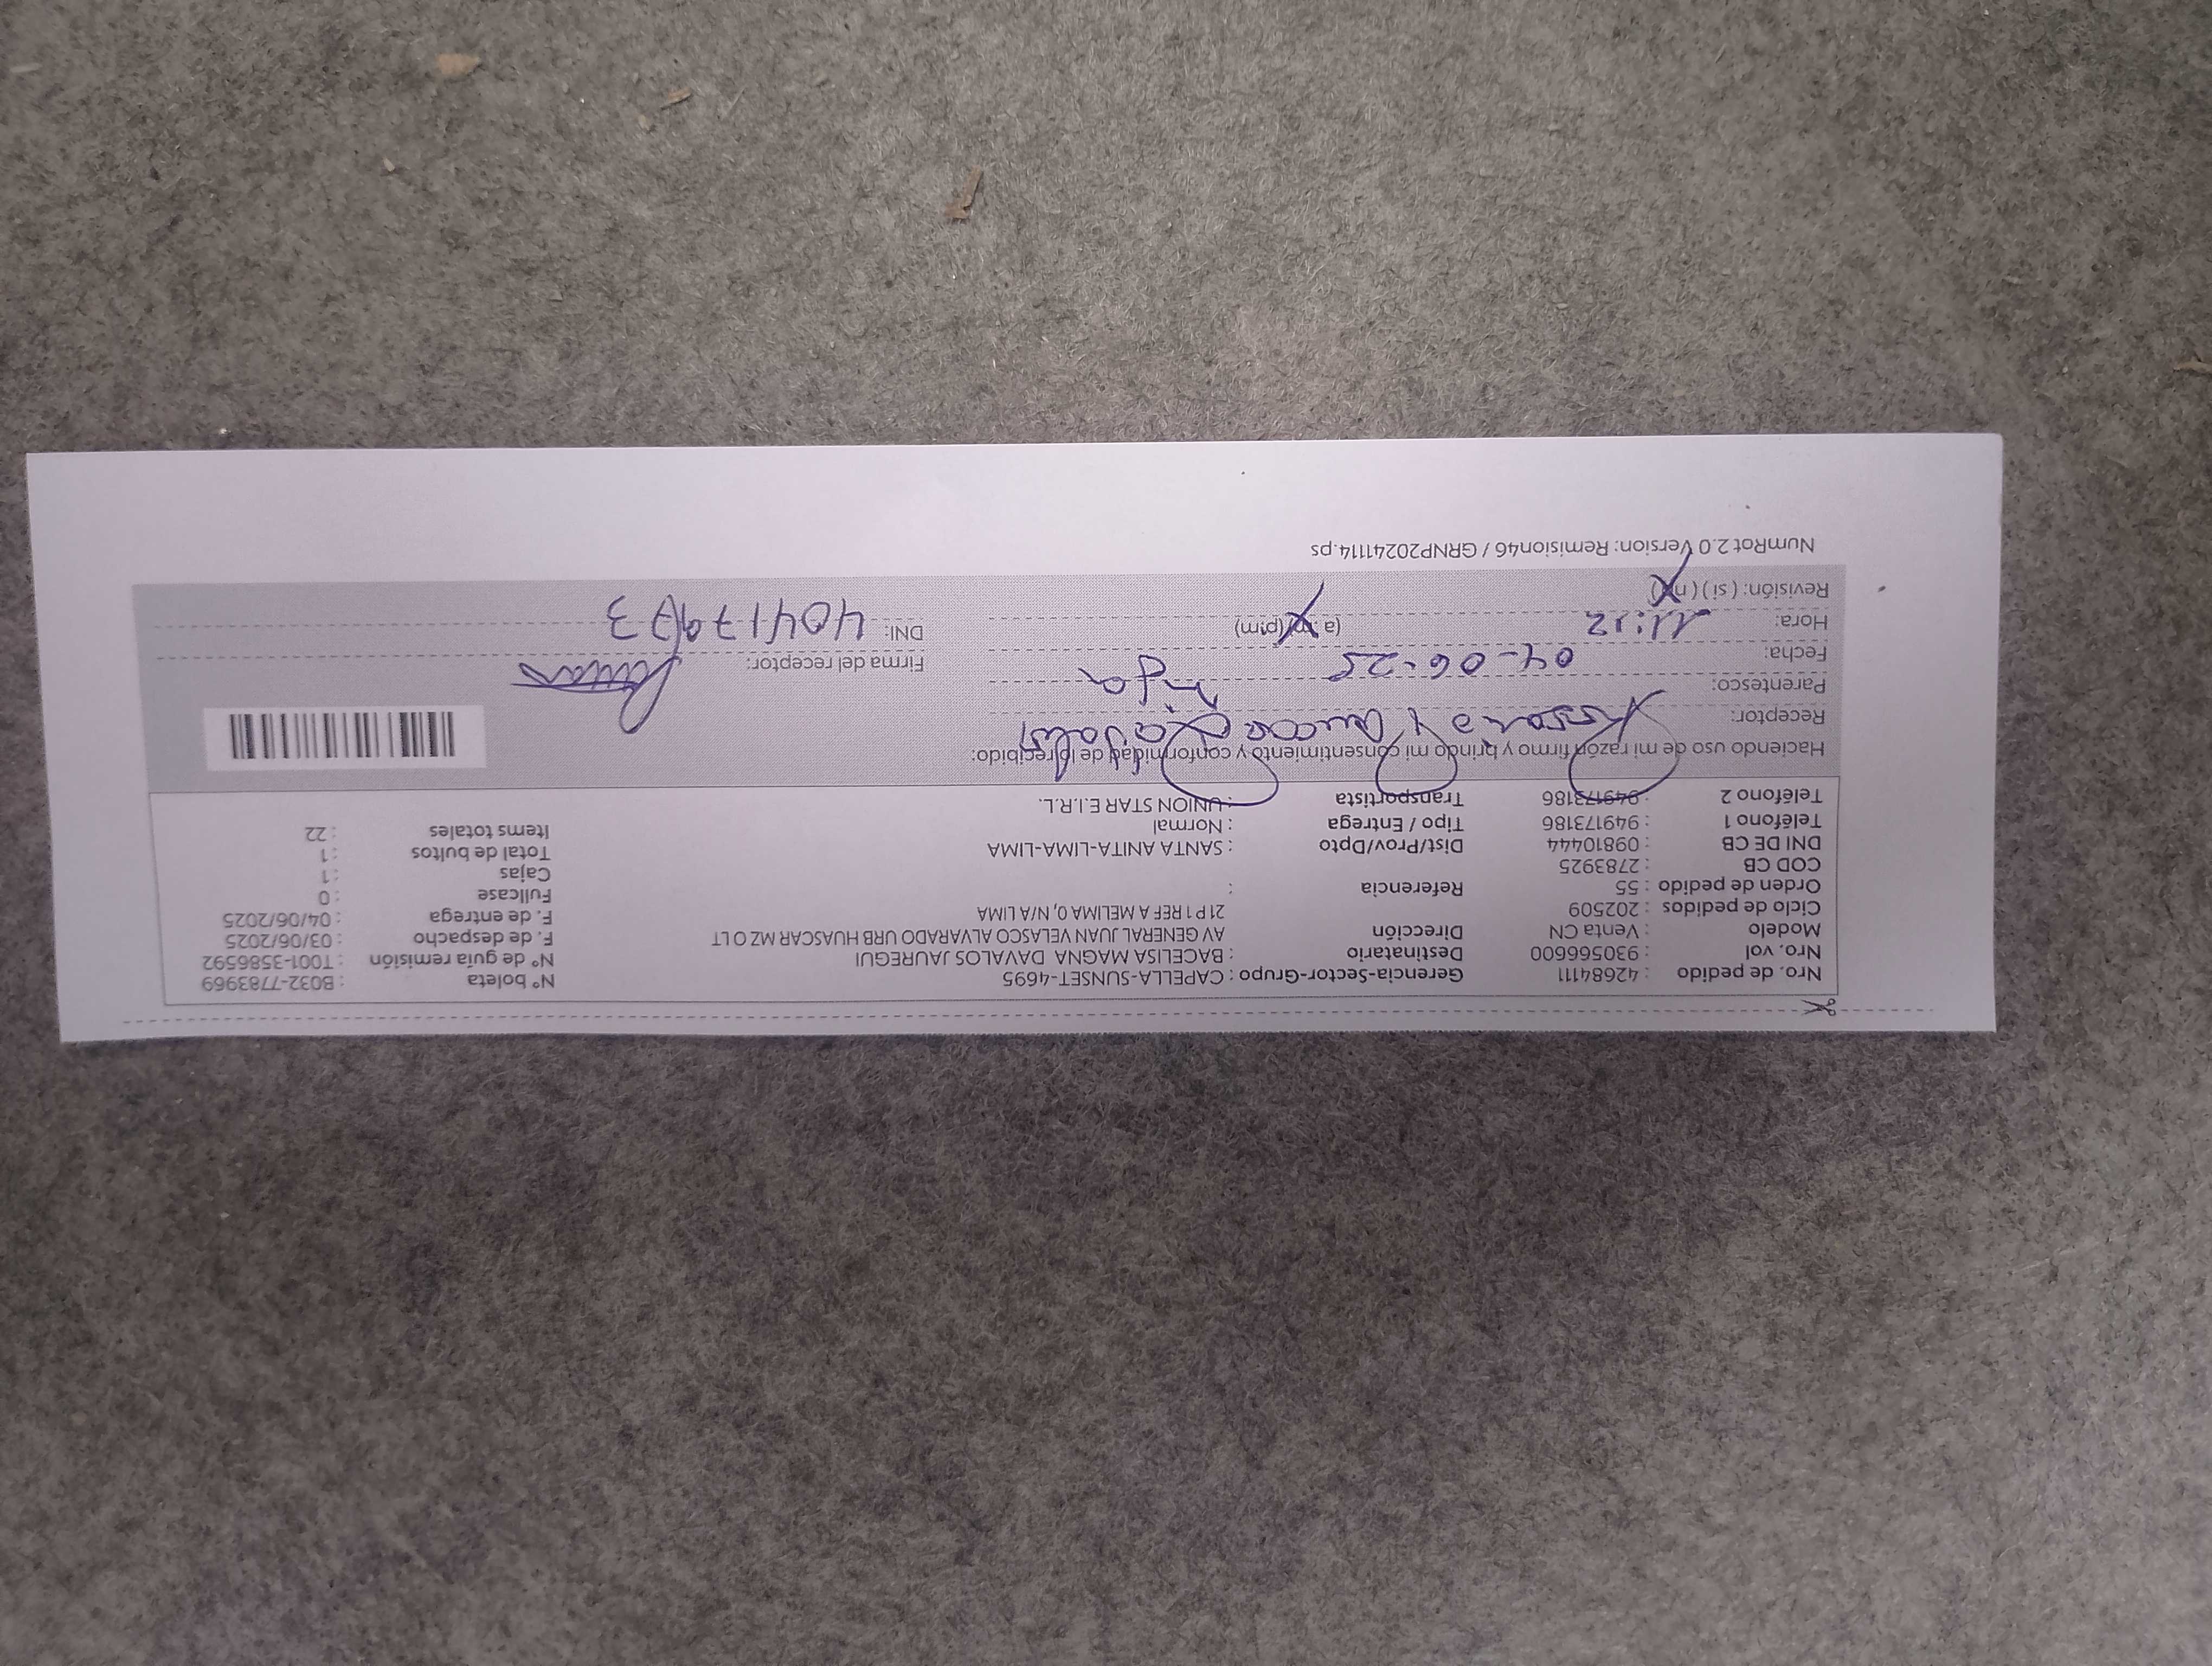 Nro. de pedido : 42684111 Gerencia-Sector-Grupo : CAPELLA-SUNSET-4695 N° boleta : B032-7783969
Nro. vol : 930566600 Destinatario : BACELISA MAGNA DAVALOS JAUREGUI N° de guía remisión : T001-3586592
Modelo : Venta CN Dirección AV GENERAL JUAN VELASCO ALVARADO URB HUASCAR MZ O LT F. de despacho : 03/06/2025
Ciclo de pedidos : 202509 21 P 1 REF A MELIMA 0, N/A LIMA F. de entrega : 04/06/2025
Orden de pedido : 55 Referencia : Fullcase : 0
COD CB : 2783925 Cajas : 1
DNI DE CB : 09810444 Dist/Prov/Dpto : SANTA ANITA-LIMA-LIMA Total de bultos : 1
Teléfono 1 : 949173186 Tipo / Entrega : Normal Items totales : 22
Teléfono 2 : 949173186 Transportista : UNION STAR E.I.R.L.
Haciendo uso de mi razón firmo y brindo mi consentimiento y conformidad de lo recibido:
Receptor:
Parentesco: hija
Fecha: 04-06-25 Firma del receptor:
Hora: 11:12 (a.m) (p.m) DNI: 40417973
Revisión: (si) (no)
NumRot 2.0 Version: Remision46 / GRNP20241114.ps